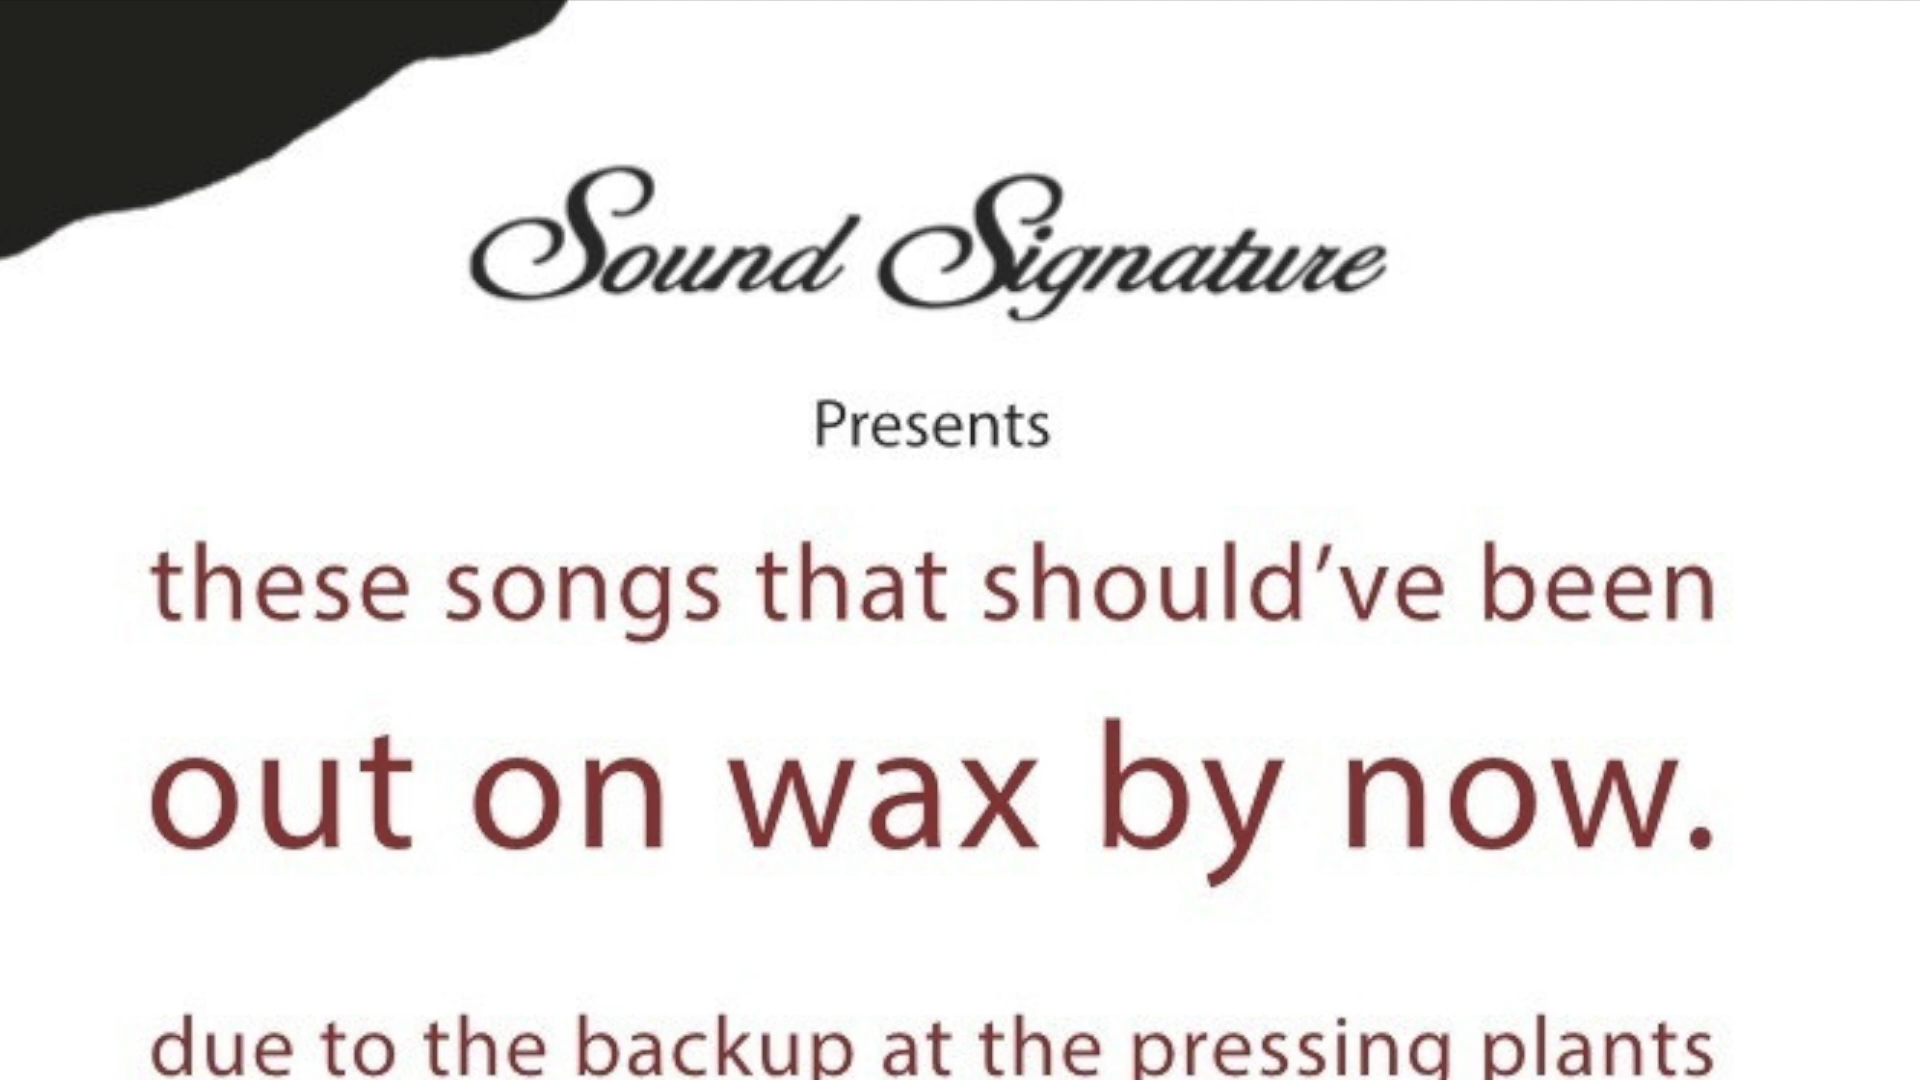 Sound Signature
Presents
these songs that should’ve been
out on wax by now.
due to the backup at the pressing plants